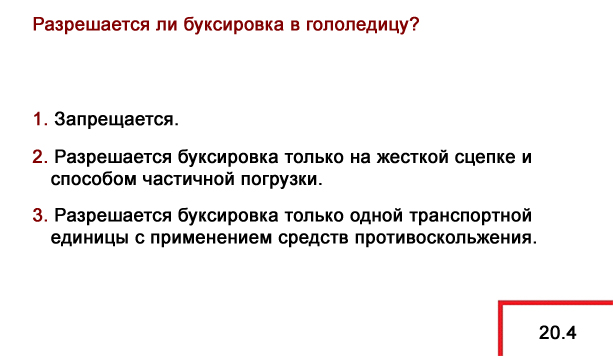 Разрешается ли буксировка в гололедицу?
1. Запрещается.
2. Разрешается буксировка только на жесткой сцепке и
способом частичной погрузки.
3. Разрешается буксировка только одной транспортной
единицы с применением средств противоскольжения.
20.4